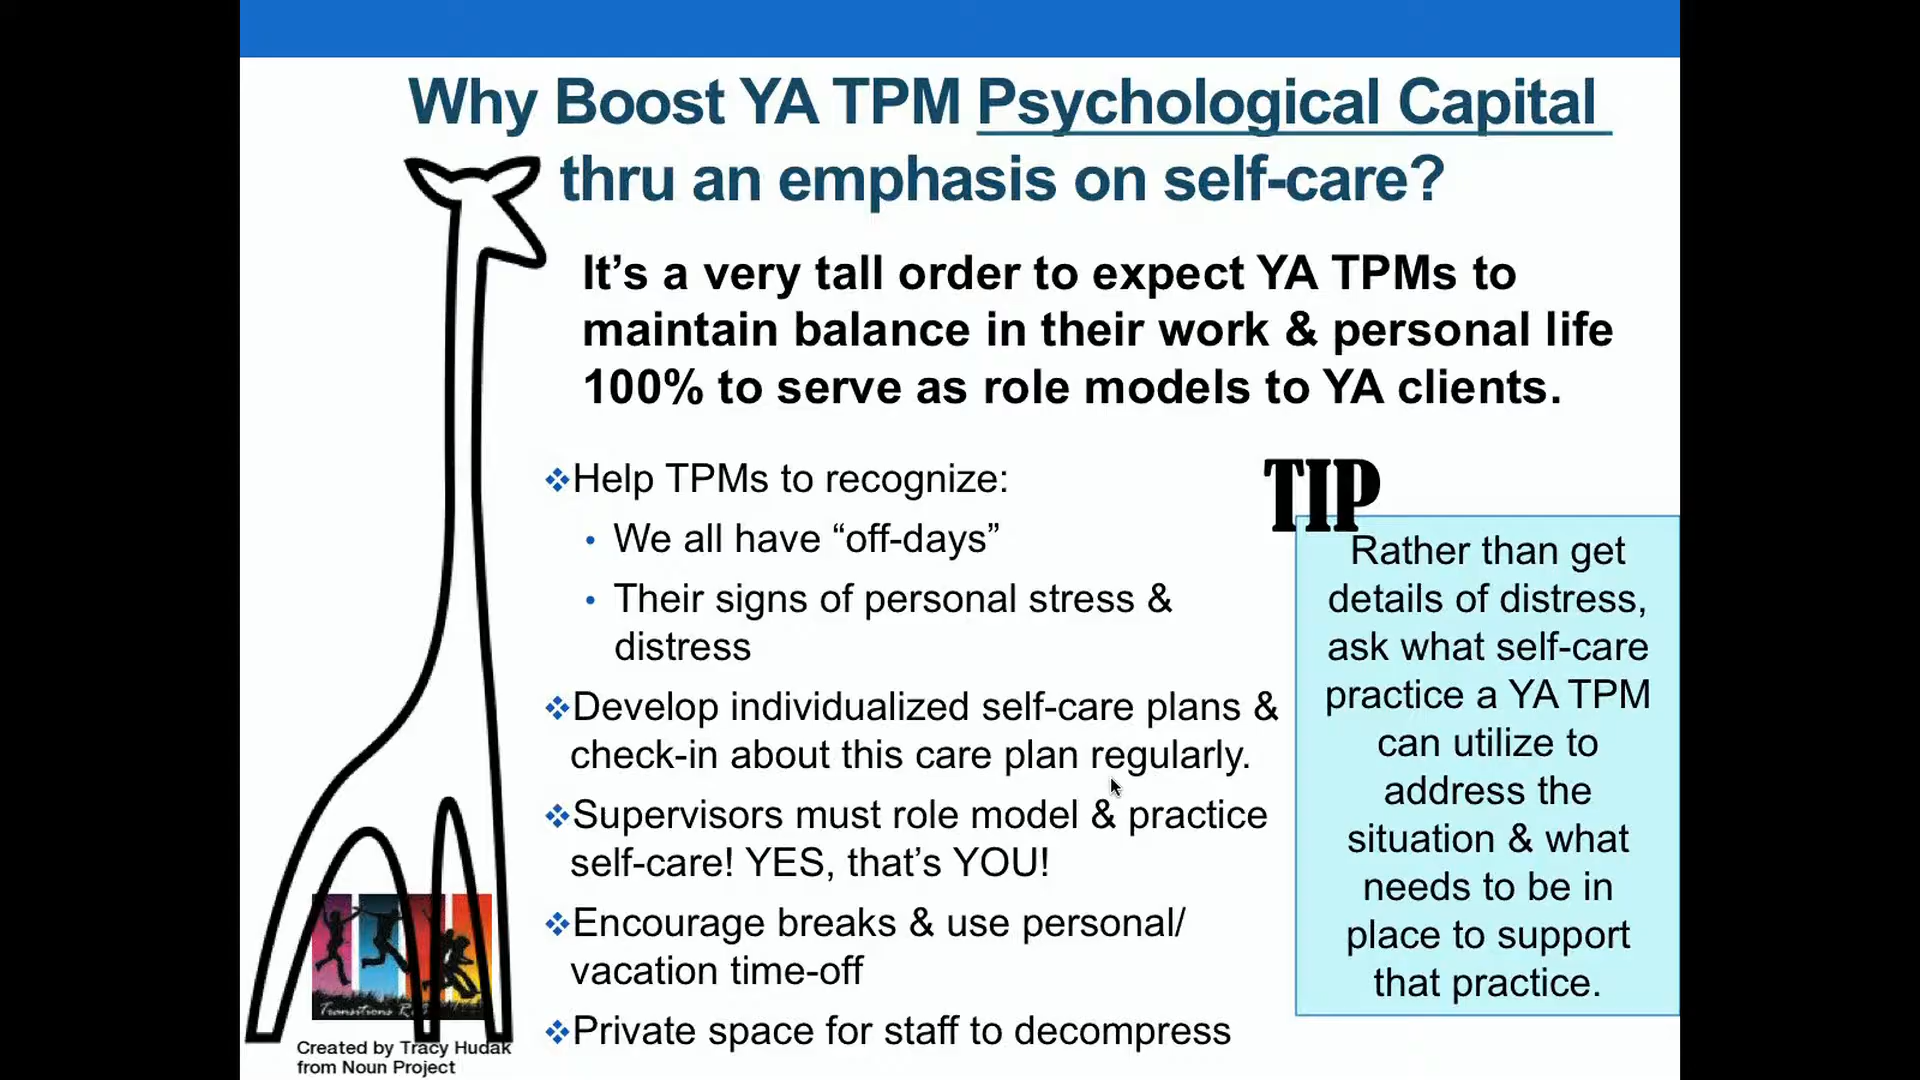 Why Boost YA TPM Psychological Capital
thru an emphasis on self-care?
It’s a very tall order to expect YA TPMs to
maintain balance in their work & personal life
100% to serve as role models to YA clients.
❖Help TPMs to recognize:
• We all have “off-days”
• Their signs of personal stress &
distress
❖Develop individualized self-care plans &
check-in about this care plan regularly.
❖Supervisors must role model & practice
self-care! YES, that’s YOU!
❖Encourage breaks & use personal/
vacation time-off
❖Private space for staff to decompress
TIP
Rather than get
details of distress,
ask what self-care
practice a YA TPM
can utilize to
address the
situation & what
needs to be in
place to support
that practice.
Transitions
Created by Tracy Hudak
from Noun Project